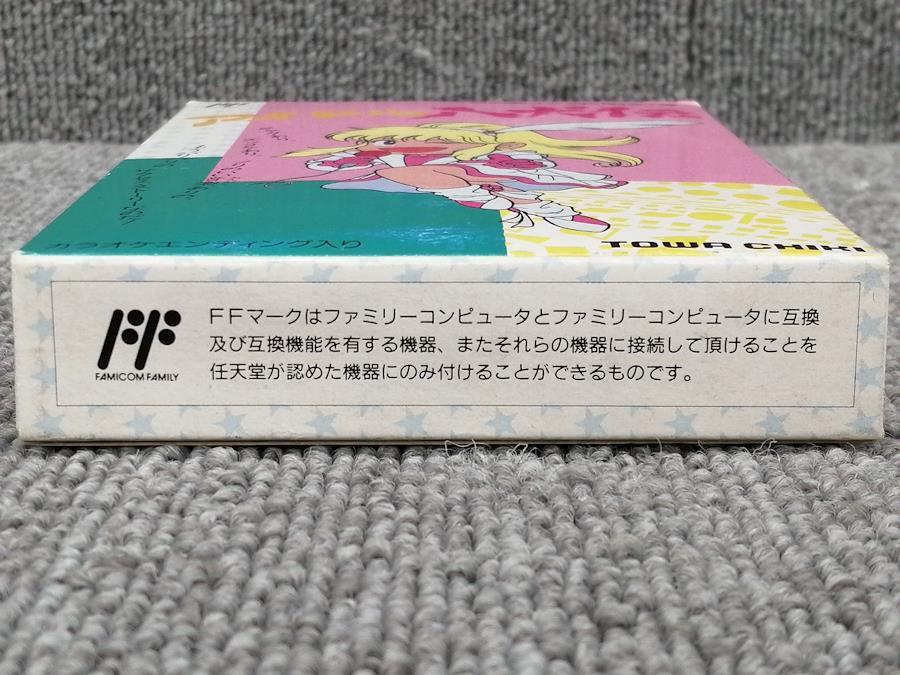 カラオケエンディング入り
TOWA CHIKI
FFマークはファミリーコンピュータとファミリーコンピュータに互換
及び互換機能を有する機器、またそれらの機器に接続して頂けることを
任天堂が認めた機器にのみ付けることができるものです。
FF
FAMICOM FAMILY